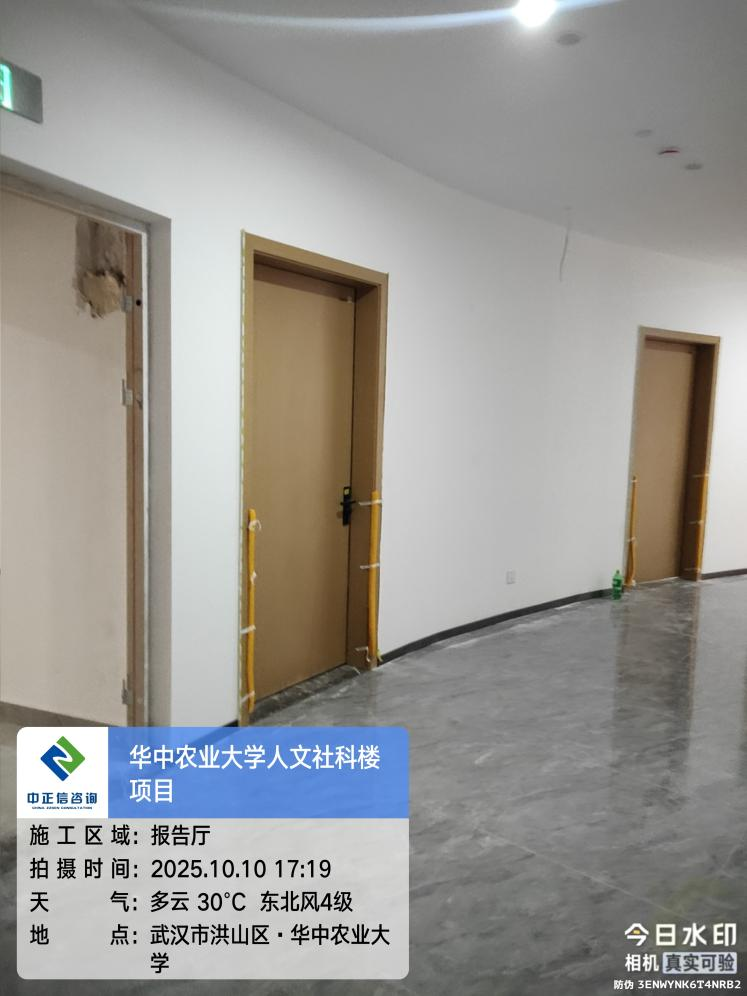 华中农业大学人文社科楼
项目
中正信咨询
施工区域：报告厅
拍摄时间：2025.10.10 17:19
天气：多云 30℃ 东北风4级
地点：武汉市洪山区·华中农业大
学
今日水印
相机 真实可验
防伪 3ENWYNK6T4NRB2